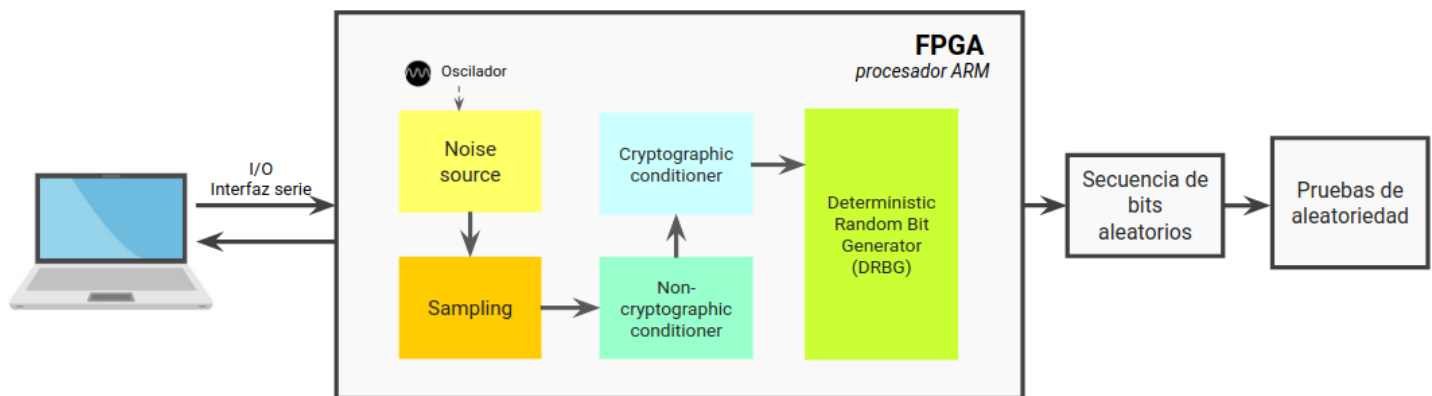 FPGA
procesador ARM
Oscilador
I/O
Interfaz serie
Noise
source
Sampling
Non-
cryptographic
conditioner
Cryptographic
conditioner
Deterministic
Random Bit
Generator
(DRBG)
Secuencia de
bits
aleatorios
Pruebas de
aleatoriedad